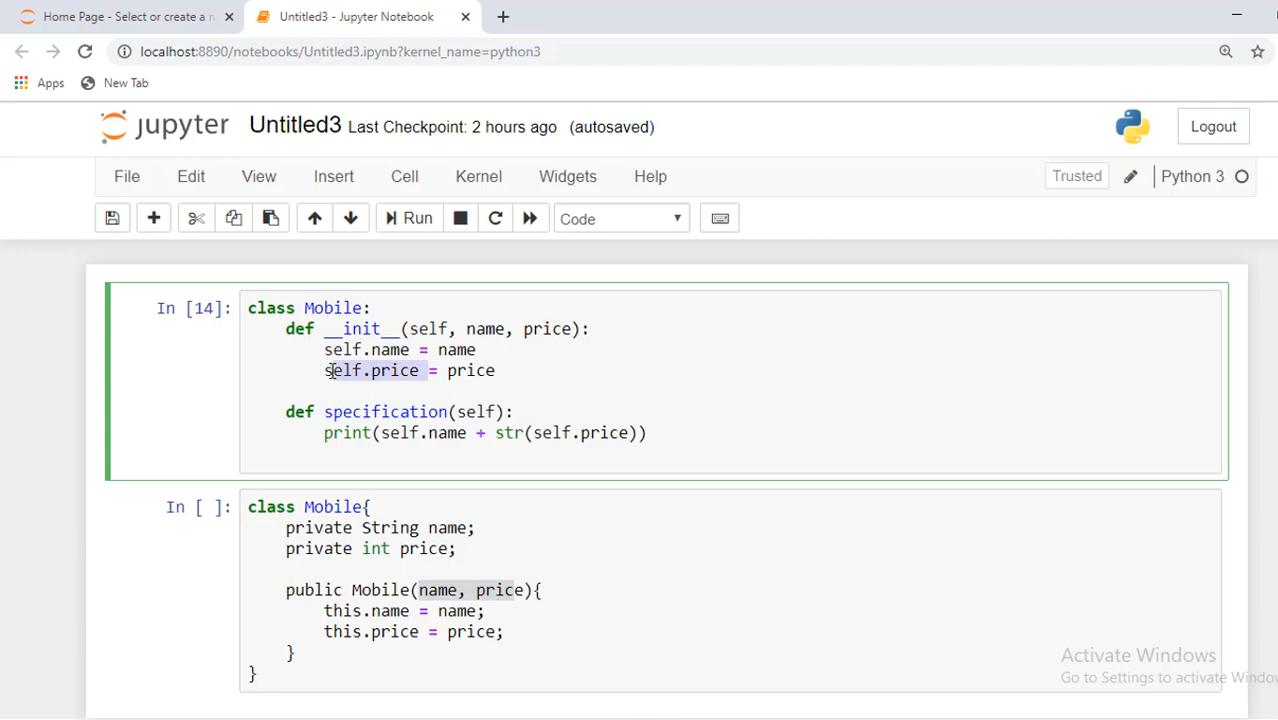 Home Page - Select or create a n
Untitled3 - Jupyter Notebook
localhost:8890/notebooks/Untitled3.ipynb?kernel_name=python3
Apps New Tab
jupyter Untitled3 Last Checkpoint: 2 hours ago (autosaved) Logout
File Edit View Insert Cell Kernel Widgets Help Trusted Python 3
Run Code
In [14]: class Mobile:
    def __init__(self, name, price):
        self.name = name
        self.price = price
    def specification(self):
        print(self.name + str(self.price))
In [ ]: class Mobile{
    private String name;
    private int price;
    public Mobile(name, price){
        this.name = name;
        this.price = price;
    }
}
Activate Windows
Go to Settings to activate Windo